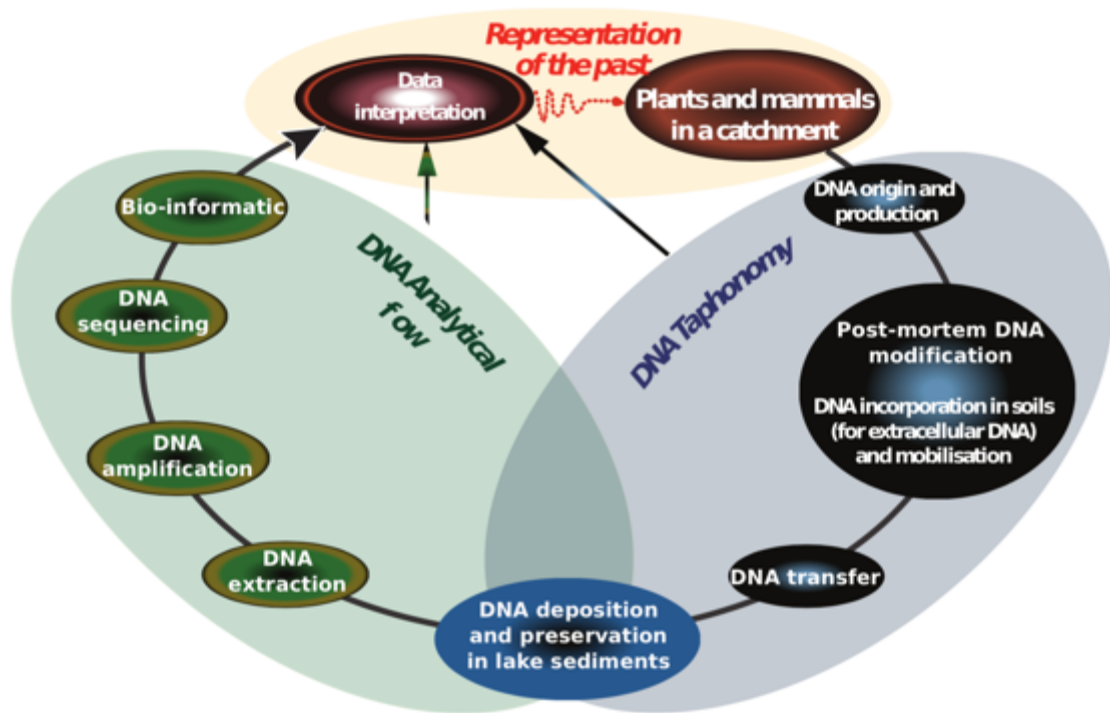 Representation
of the past
Data
interpretation
Plants and mammals
in a catchment
DNA origin and
production
Post-mortem DNA
modification
DNA incorporation in soils
(for extracellular DNA)
and mobilisation
DNA transfer
DNA Taphonomy
DNA deposition
and preservation
in lake sediments
DNA
extraction
DNA
amplification
DNA
sequencing
Bio-informatic
DNA Analytical
f ow